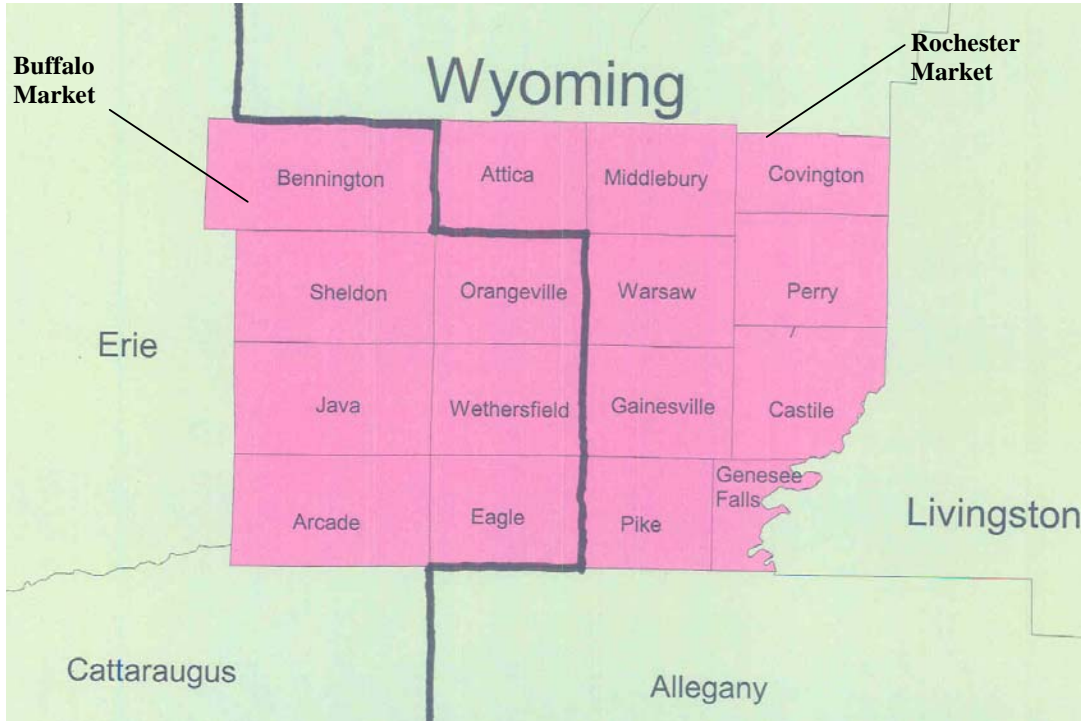 Buffalo
Market
Wyoming
Rochester
Market
Bennington
Attica
Middlebury
Covington
Sheldon
Orangeville
Warsaw
Perry
Erie
Java
Wethersfield
Gainesville
Castile
Arcade
Eagle
Pike
Genesee
Falls
Livingston
Cattaraugus
Allegany